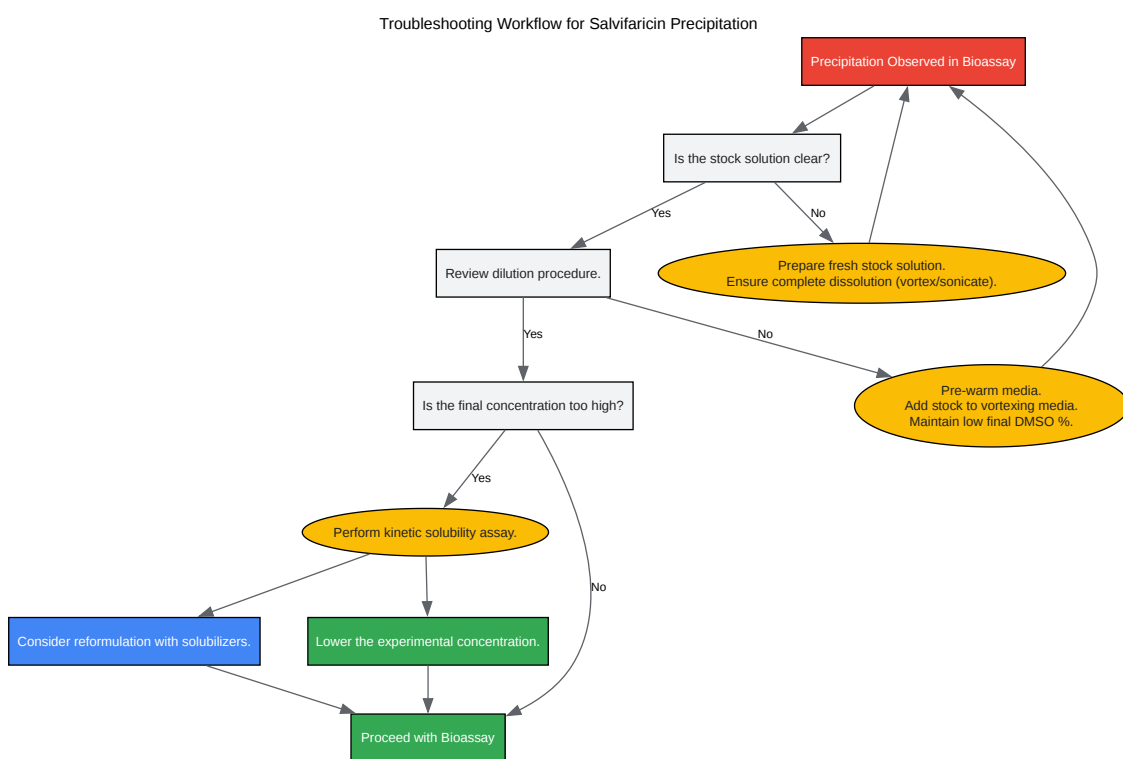 Troubleshooting Workflow for Salvifaricin Precipitation
Precipitation Observed in Bioassay
Is the stock solution clear?
Yes
No
Review dilution procedure.
Prepare fresh stock solution.
Ensure complete dissolution (vortex/sonicate).
Yes
No
Is the final concentration too high?
Pre-warm media.
Add stock to vortexing media.
Maintain low final DMSO %.
Yes
Perform kinetic solubility assay.
No
Consider reformulation with solubilizers.
Lower the experimental concentration.
Proceed with Bioassay